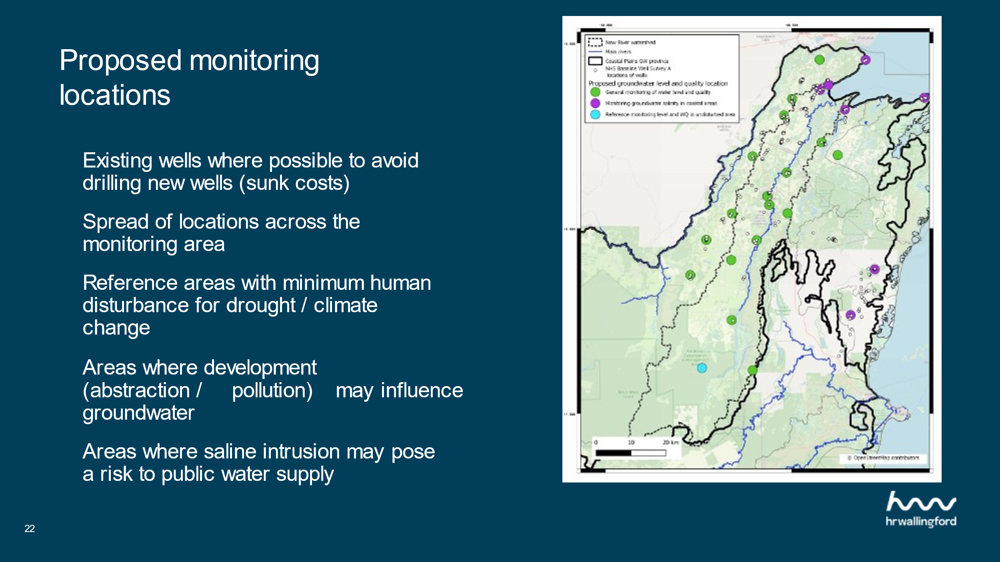 Proposed monitoring
locations
Existing wells where possible to avoid
drilling new wells (sunk costs)
Spread of locations across the
monitoring area
Reference areas with minimum human
disturbance for drought / climate
change
Areas where development
(abstraction / pollution) may influence
groundwater
Areas where saline intrusion may pose
a risk to public water supply
22
New River watershed
Main rivers
Coastal Plains GW province
NHS Baseline Well Survey A
locations of wells
Proposed groundwater level and quality location
General monitoring of water level and quality
Monitoring groundwater salinity in coastal areas
Reference monitoring level and WQ in undisturbed area
0 10 20 km
© OpenStreetMap contributors
hrwallingford